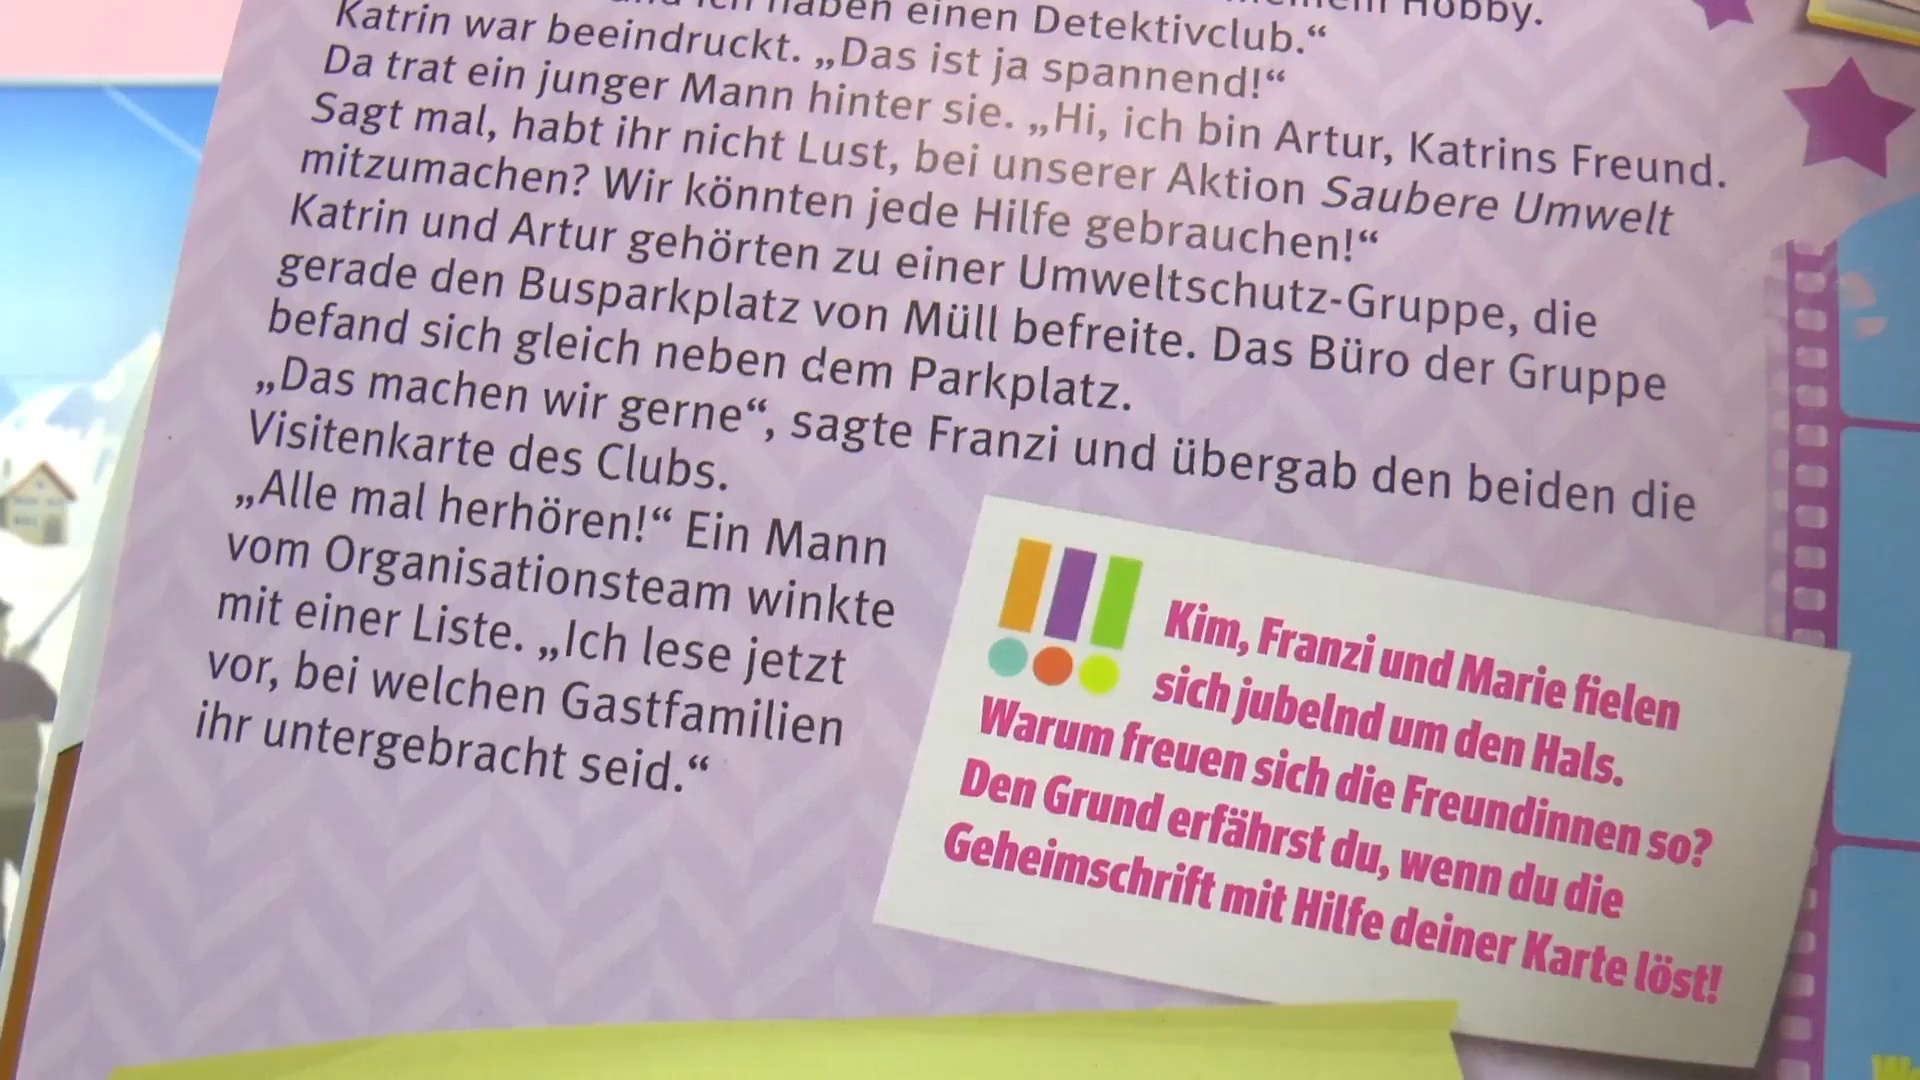 ich haben einen Detektivclub.“
Hobby.
Katrin war beeindruckt. „Das ist ja spannend!“
Da trat ein junger Mann hinter sie. „Hi, ich bin Artur, Katrins Freund.
Sagt mal, habt ihr nicht Lust, bei unserer Aktion Saubere Umwelt
mitzumachen? Wir könnten jede Hilfe gebrauchen!“
Katrin und Artur gehörten zu einer Umweltschutz-Gruppe, die
gerade den Busparkplatz von Müll befreite. Das Büro der Gruppe
befand sich gleich neben dem Parkplatz.
„Das machen wir gerne“, sagte Franzi und übergab den beiden die
Visitenkarte des Clubs.
„Alle mal herhören!“ Ein Mann
vom Organisationsteam winkte
mit einer Liste. „Ich lese jetzt
vor, bei welchen Gastfamilien
ihr untergebracht seid.“
!!!
Kim, Franzi und Marie fielen
sich jubelnd um den Hals.
Warum freuen sich die Freundinnen so?
Den Grund erfährst du, wenn du die
Geheimschrift mit Hilfe deiner Karte löst!